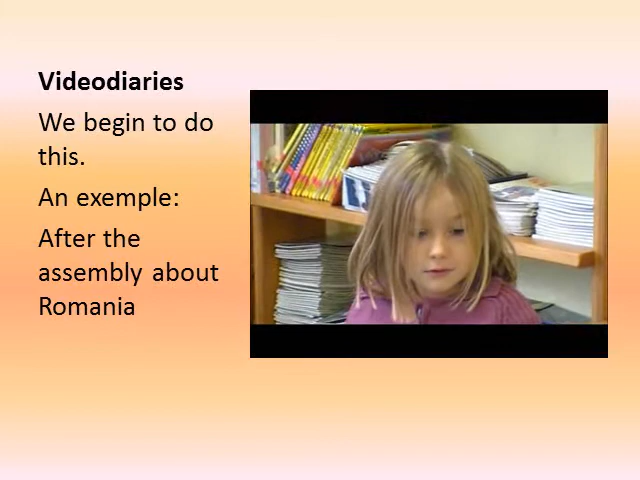 Videodiaries
We begin to do
this.
An exemple:
After the
assembly about
Romania